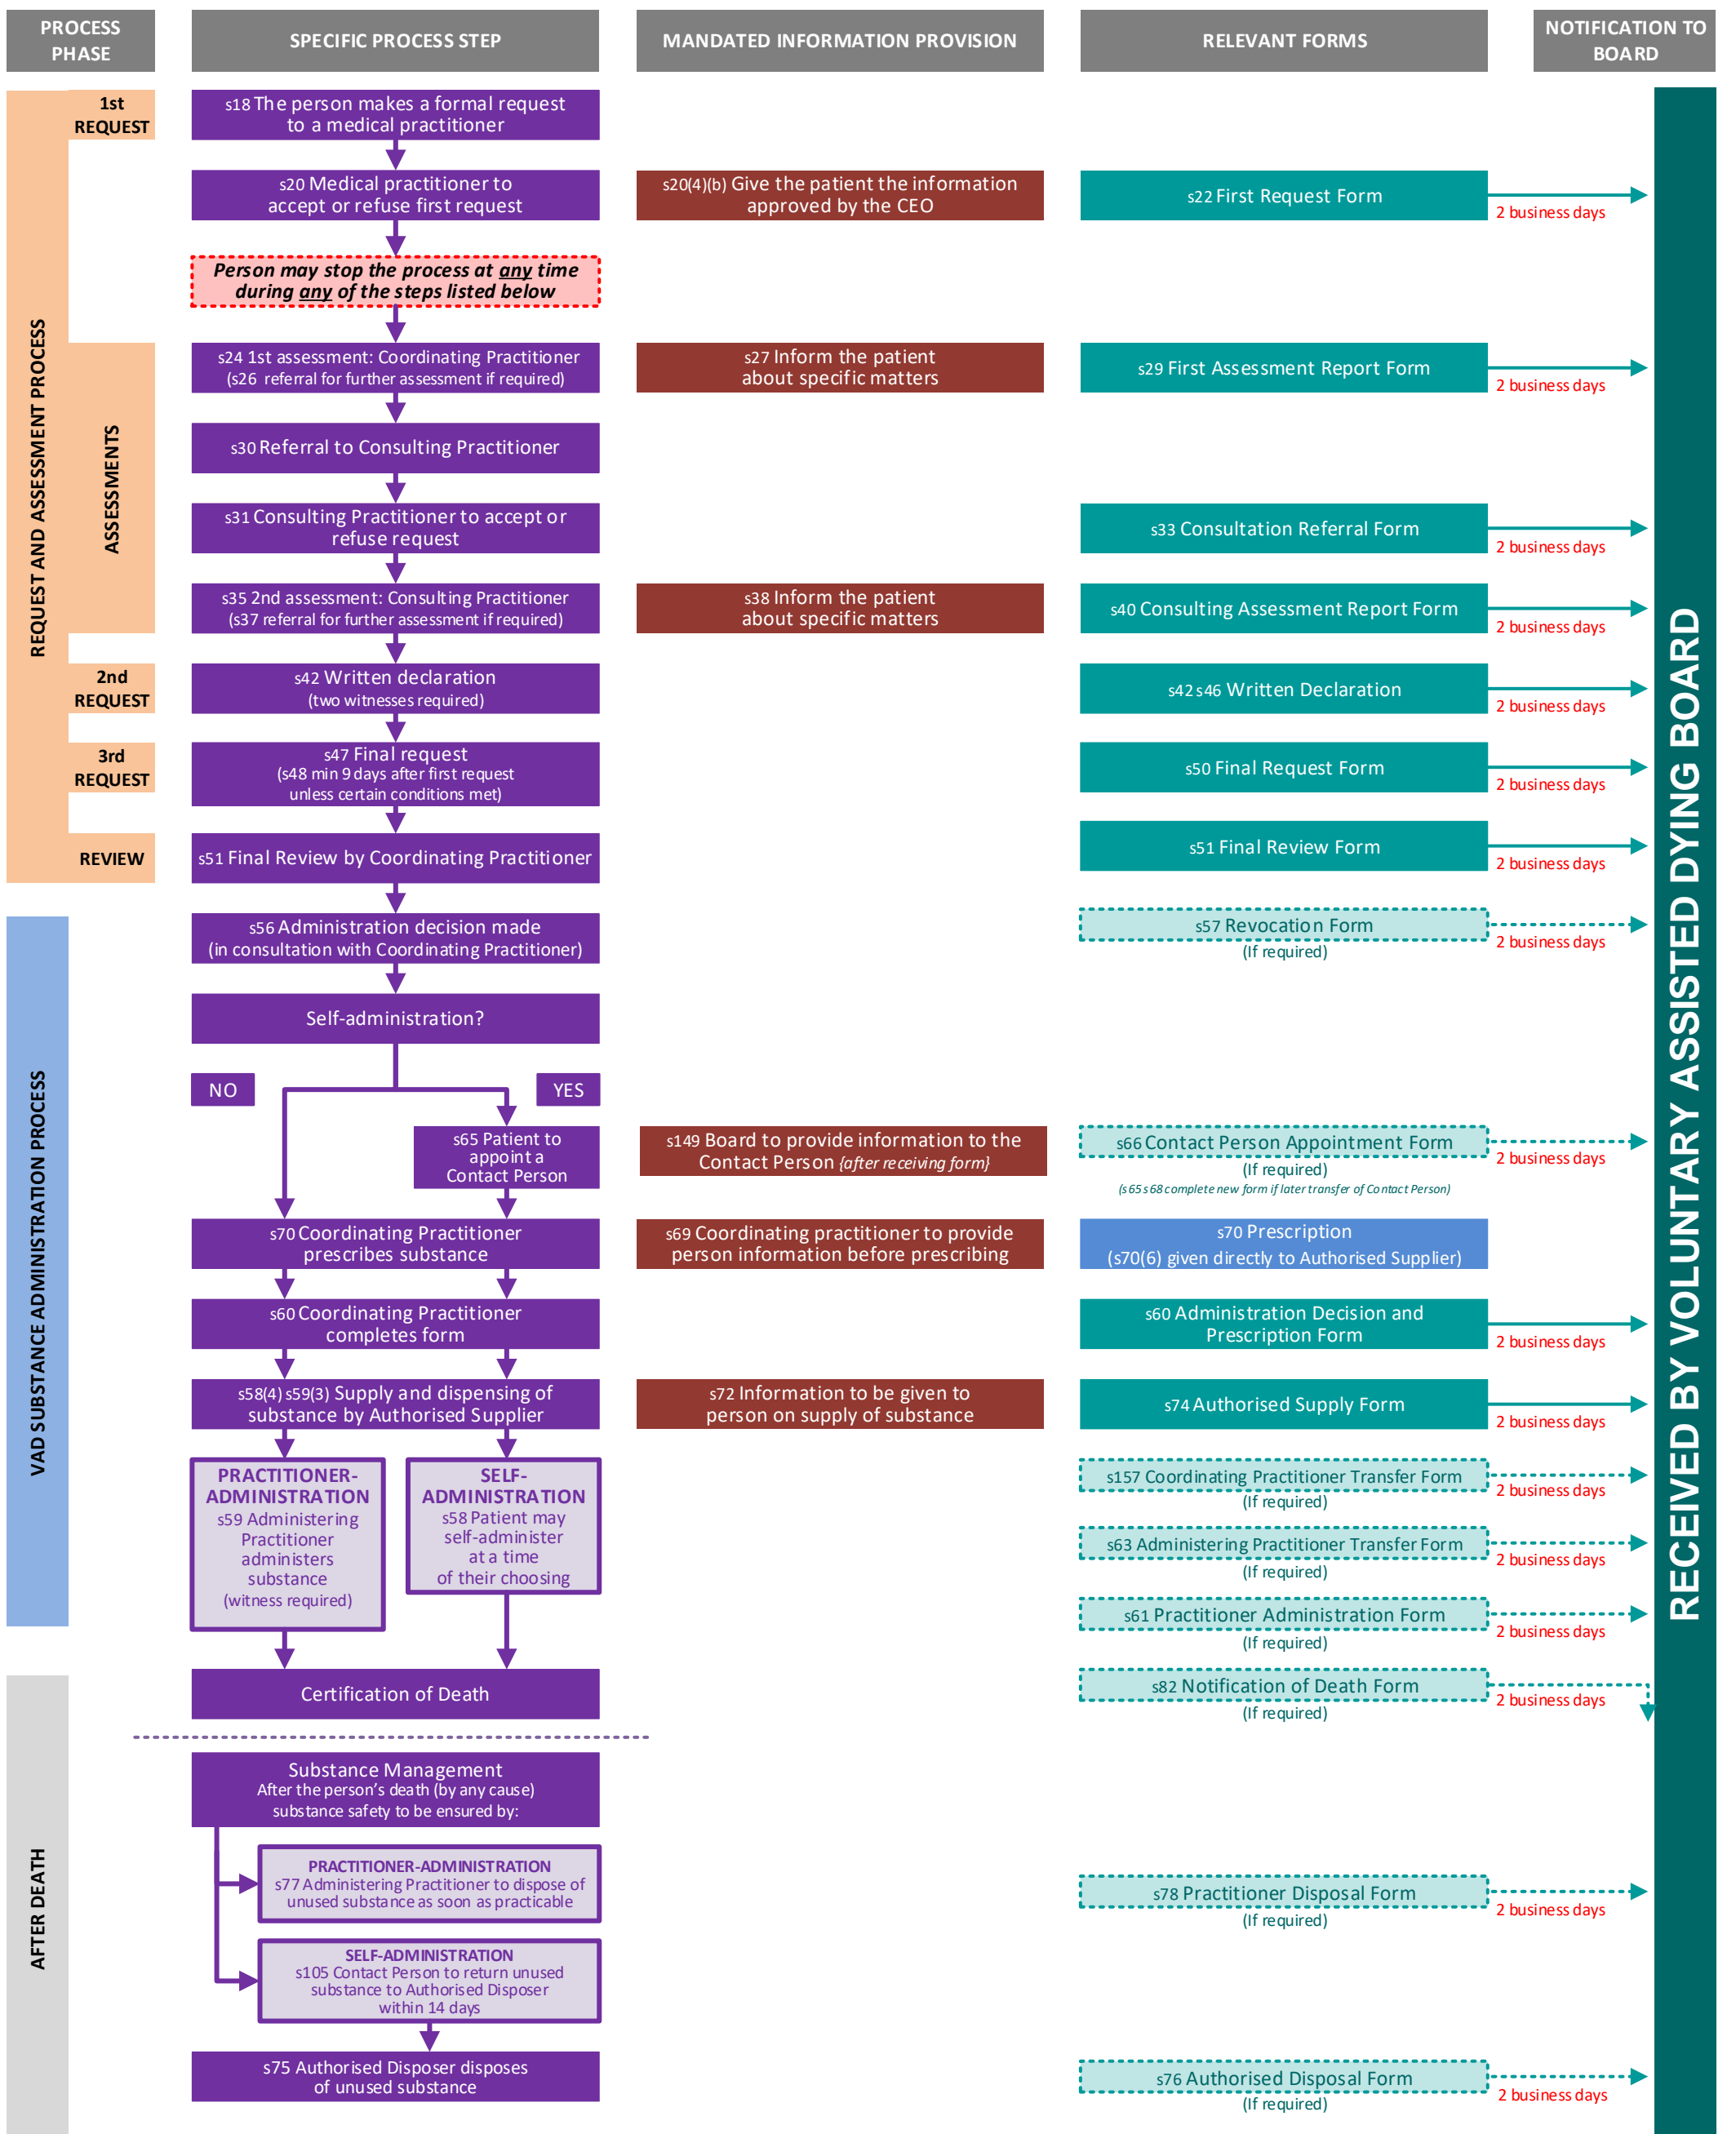 PROCESS
PHASE
SPECIFIC PROCESS STEP
MANDATED INFORMATION PROVISION
RELEVANT FORMS
NOTIFICATION TO
BOARD
REQUEST AND ASSESSMENT PROCESS
1st
REQUEST
s18 The person makes a formal request
to a medical practitioner
s20 Medical practitioner to
accept or refuse first request
s20(4)(b) Give the patient the information
approved by the CEO
s22 First Request Form
2 business days
Person may stop the process at any time
during any of the steps listed below
ASSESSMENTS
s24 1st assessment: Coordinating Practitioner
(s26 referral for further assessment if required)
s27 Inform the patient
about specific matters
s29 First Assessment Report Form
2 business days
s30 Referral to Consulting Practitioner
s31 Consulting Practitioner to accept or
refuse request
s33 Consultation Referral Form
2 business days
s35 2nd assessment: Consulting Practitioner
(s37 referral for further assessment if required)
s38 Inform the patient
about specific matters
s40 Consulting Assessment Report Form
2 business days
2nd
REQUEST
s42 Written declaration
(two witnesses required)
s42 s46 Written Declaration
2 business days
3rd
REQUEST
s47 Final request
(s48 min 9 days after first request
unless certain conditions met)
s50 Final Request Form
2 business days
REVIEW
s51 Final Review by Coordinating Practitioner
s51 Final Review Form
2 business days
RECEIVED BY VOLUNTARY ASSISTED DYING BOARD
VAD SUBSTANCE ADMINISTRATION PROCESS
s56 Administration decision made
(in consultation with Coordinating Practitioner)
s57 Revocation Form
(If required)
2 business days
Self-administration?
NO
YES
s65 Patient to
appoint a
Contact Person
s149 Board to provide information to the
Contact Person {after receiving form}
s66 Contact Person Appointment Form
(If required)
(s65 s68 complete new form if later transfer of Contact Person)
2 business days
s70 Coordinating Practitioner
prescribes substance
s69 Coordinating practitioner to provide
person information before prescribing
s70 Prescription
(s70(6) given directly to Authorised Supplier)
s60 Coordinating Practitioner
completes form
s60 Administration Decision and
Prescription Form
2 business days
s58(4) s59(3) Supply and dispensing of
substance by Authorised Supplier
s72 Information to be given to
person on supply of substance
s74 Authorised Supply Form
2 business days
PRACTITIONER-
ADMINISTRATION
s59 Administering
Practitioner
administers
substance
(witness required)
SELF-
ADMINISTRATION
s58 Patient may
self-administer
at a time
of their choosing
s157 Coordinating Practitioner Transfer Form
(If required)
2 business days
s63 Administering Practitioner Transfer Form
(If required)
2 business days
s61 Practitioner Administration Form
(If required)
2 business days
AFTER DEATH
Certification of Death
s82 Notification of Death Form
(If required)
2 business days
Substance Management
After the person's death (by any cause)
substance safety to be ensured by:
PRACTITIONER-ADMINISTRATION
s77 Administering Practitioner to dispose of
unused substance as soon as practicable
s78 Practitioner Disposal Form
(If required)
2 business days
SELF-ADMINISTRATION
s105 Contact Person to return unused
substance to Authorised Disposer
within 14 days
s75 Authorised Disposer disposes
of unused substance
s76 Authorised Disposal Form
(If required)
2 business days